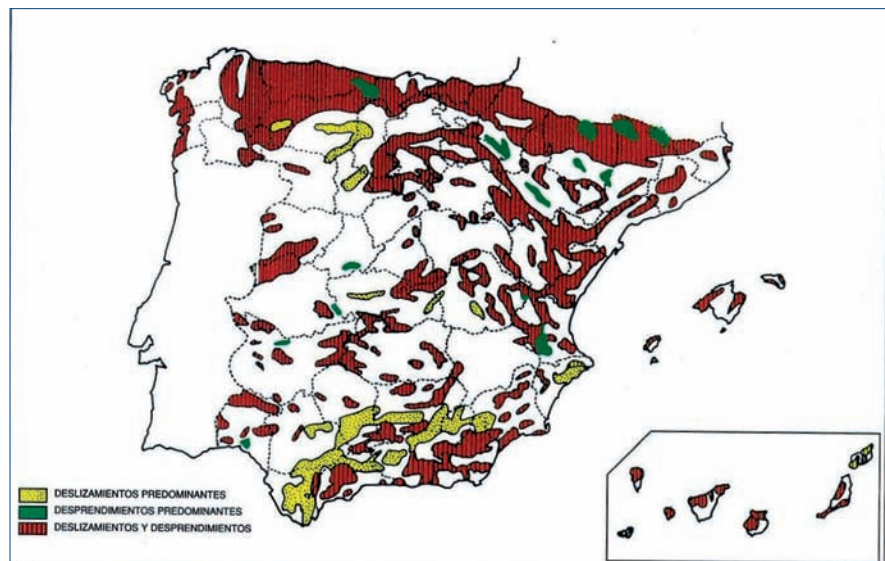 DESLIZAMIENTOS PREDOMINANTES
DESPRENDIMIENTOS PREDOMINANTES
DESLIZAMIENTOS Y DESPRENDIMIENTOS